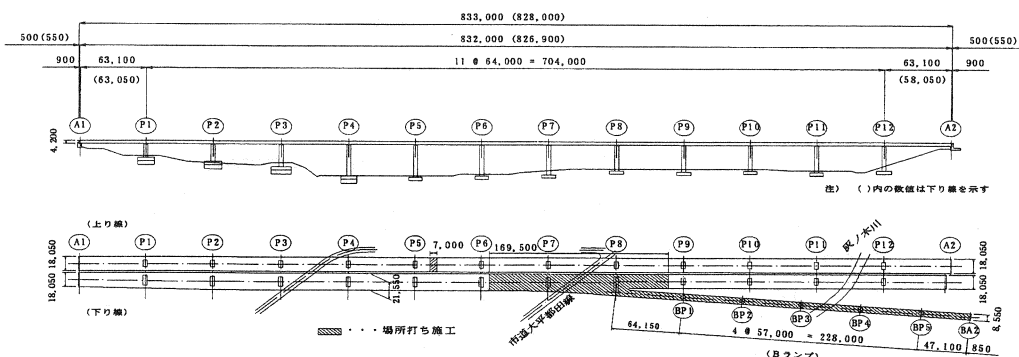 833,000 (828,000)
500(550) 832,000 (826,900) 500(550)
900 63,100 11 @ 64,000 = 704,000 63,100 900
(63,050) (58,050)
A1 P1 P2 P3 P4 P5 P6 P7 P8 P9 P10 P11 P12 A2
4,200
注) ( )内の数値は下り線を示す
(上り線)
A1 P1 P2 P3 P4 P5 P6 P7 P8 P9 P10 P11 P12 A2
169,500
7,000
18,050 18,050
18,050 18,050
21,550
(下り線)
・・・場所打ち施工
市道大平都田線
BP1 BP2 BP3 BP4 BP5 BA2
8,550
64,150 4 @ 57,000 = 228,000 47,100 850
(Bランプ)